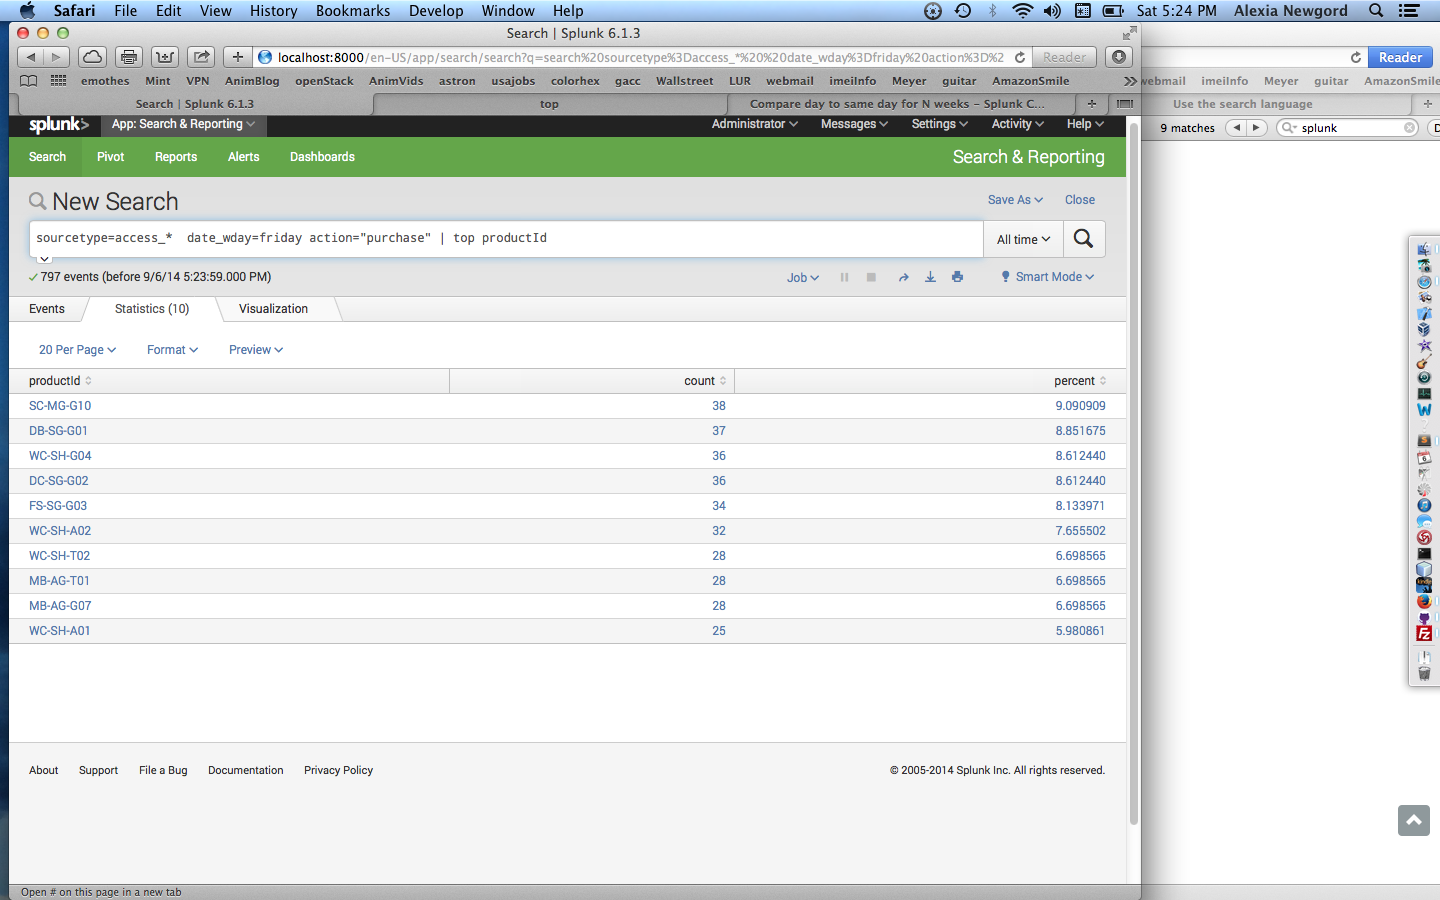 Safari File Edit View History Bookmarks Develop Window Help Sat 5:24 PM Alexia Newgord
Search | Splunk 6.1.3
localhost:8000/en-US/app/search/search?q=search%20sourcetype%3Daccess_*%20%20date_wday%3Dfriday%20action%3D%2 Reader
Reader
emothes Mint VPN AnimBlog openStack AnimVids astron usajobs colorhex gacc Wallstreet LUR webmail imeiInfo Meyer guitar AmazonSmile
webmail imeiInfo Meyer guitar AmazonSmile
Search | Splunk 6.1.3 top Compare day to same day for N weeks – Splunk C...
Use the search language
splunk> App: Search & Reporting Administrator Messages Settings Activity Help
9 matches splunk D
Search Pivot Reports Alerts Dashboards Search & Reporting
New Search Save As Close
sourcetype=access_* date_wday=friday action="purchase" | top productId All time
797 events (before 9/6/14 5:23:59.000 PM) Job Smart Mode
Events Statistics (10) Visualization
20 Per Page Format Preview
productId count percent
SC-MG-G10 38 9.090909
DB-SG-G01 37 8.851675
WC-SH-G04 36 8.612440
DC-SG-G02 36 8.612440
FS-SG-G03 34 8.133971
WC-SH-A02 32 7.655502
WC-SH-T02 28 6.698565
MB-AG-T01 28 6.698565
MB-AG-G07 28 6.698565
WC-SH-A01 25 5.980861
About Support File a Bug Documentation Privacy Policy © 2005-2014 Splunk Inc. All rights reserved.
Open # on this page in a new tab